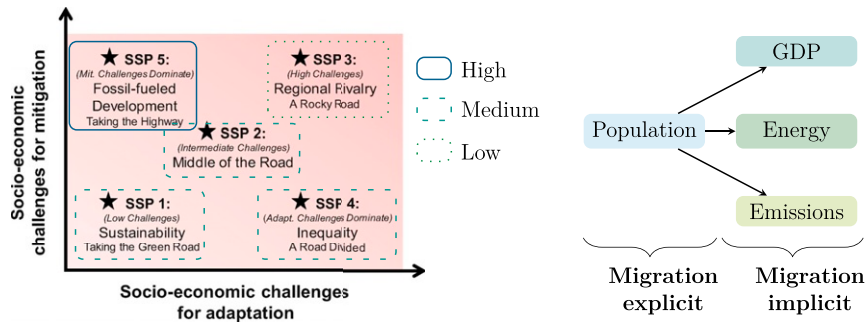 Socio-economic
challenges for mitigation
★ SSP 5:
(Mit. Challenges Dominate)
Fossil-fueled
Development
Taking the Highway
★ SSP 3:
(High Challenges)
Regional Rivalry
A Rocky Road
★ SSP 2:
(Intermediate Challenges)
Middle of the Road
★ SSP 1:
(Low Challenges)
Sustainability
Taking the Green Road
★ SSP 4:
(Adapt. Challenges Dominate)
Inequality
A Road Divided
Socio-economic challenges
for adaptation
High
Medium
Low
Population
GDP
Energy
Emissions
Migration
explicit
Migration
implicit